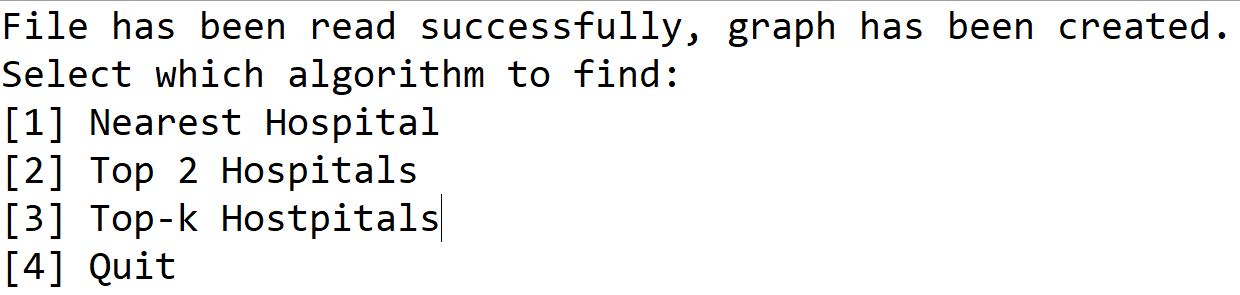 File has been read successfully, graph has been created.
Select which algorithm to find:
[1] Nearest Hospital
[2] Top 2 Hospitals
[3] Top-k Hostpitals
[4] Quit